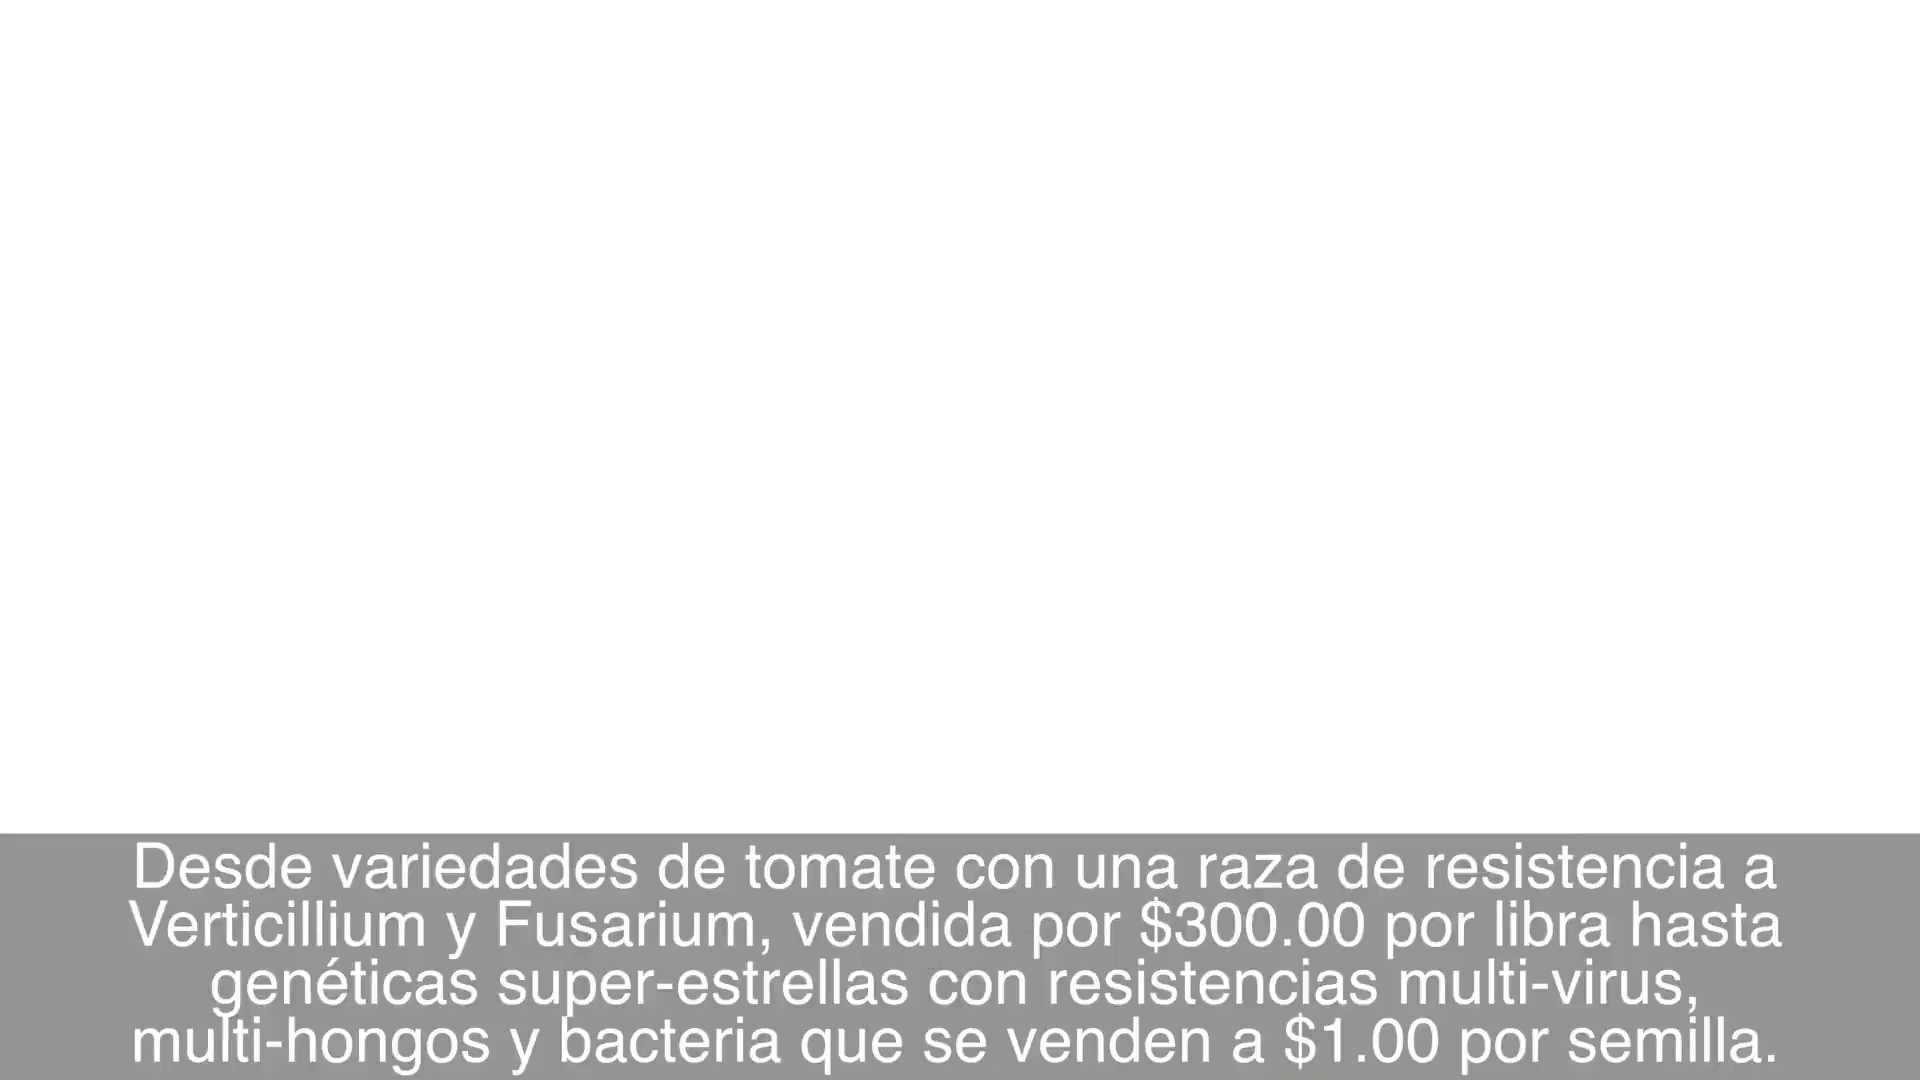 Desde variedades de tomate con una raza de resistencia a
Verticillium y Fusarium, vendida por $300.00 por libra hasta
genéticas super-estrellas con resistencias multi-virus,
multi-hongos y bacteria que se venden a $1.00 por semilla.